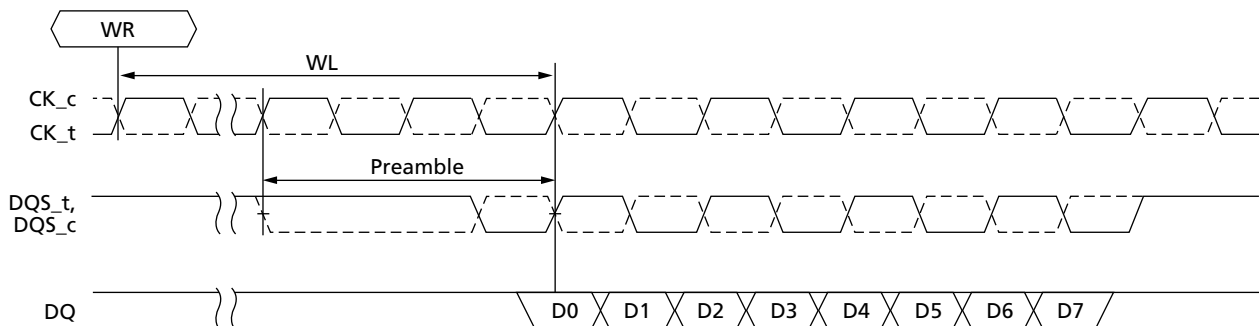 WR
WL
CK_c
CK_t
Preamble
DQS_t,
DQS_c
DQ D0 D1 D2 D3 D4 D5 D6 D7